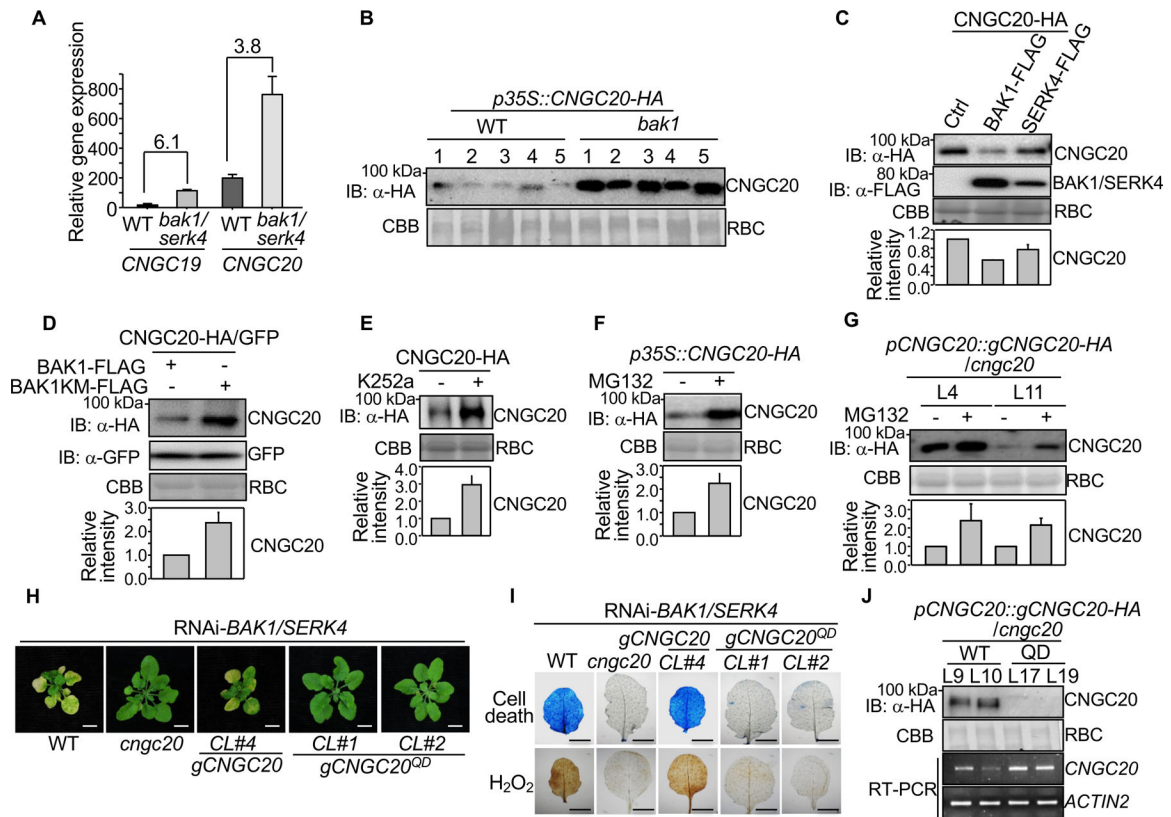 A
Relative gene expression
800
600
400
200
0
6.1
3.8
WT
bak1/
serk4
WT
bak1/
serk4
CNGC19
CNGC20
B
p35S::CNGC20-HA
WT
bak1
1 2 3 4 5 1 2 3 4 5
100 kDa
IB: α-HA
CNGC20
CBB
RBC
C
CNGC20-HA
Ctrl
BAK1-FLAG
SERK4-FLAG
100 kDa
IB: α-HA
CNGC20
80 kDa
IB: α-FLAG
BAK1/SERK4
CBB
RBC
Relative
intensity
1.2
0.8
0.4
0.0
CNGC20
D
CNGC20-HA/GFP
BAK1-FLAG + -
BAK1KM-FLAG - +
100 kDa
IB: α-HA
CNGC20
IB: α-GFP
GFP
CBB
RBC
Relative
intensity
3.0
2.0
1.0
0.0
CNGC20
E
CNGC20-HA
K252a - +
100 kDa
IB: α-HA
CNGC20
CBB
RBC
Relative
intensity
4.0
3.0
2.0
1.0
0.0
CNGC20
F
p35S::CNGC20-HA
MG132 - +
100 kDa
IB: α-HA
CNGC20
CBB
RBC
Relative
intensity
3.0
2.0
1.0
0.0
CNGC20
G
pCNGC20::gCNGC20-HA
/cngc20
L4 L11
MG132 - + - +
100 kDa
IB: α-HA
CNGC20
CBB
RBC
Relative
intensity
4.0
3.0
2.0
1.0
0.0
CNGC20
H
RNAi-BAK1/SERK4
WT
cngc20
CL#4
gCNGC20
CL#1
CL#2
gCNGC20QD
I
RNAi-BAK1/SERK4
gCNGC20 gCNGC20QD
WT cngc20 CL#4 CL#1 CL#2
Cell
death
H2O2
J
pCNGC20::gCNGC20-HA
/cngc20
WT QD
L9 L10 L17 L19
100 kDa
IB: α-HA
CNGC20
CBB
RBC
RT-PCR
CNGC20
ACTIN2